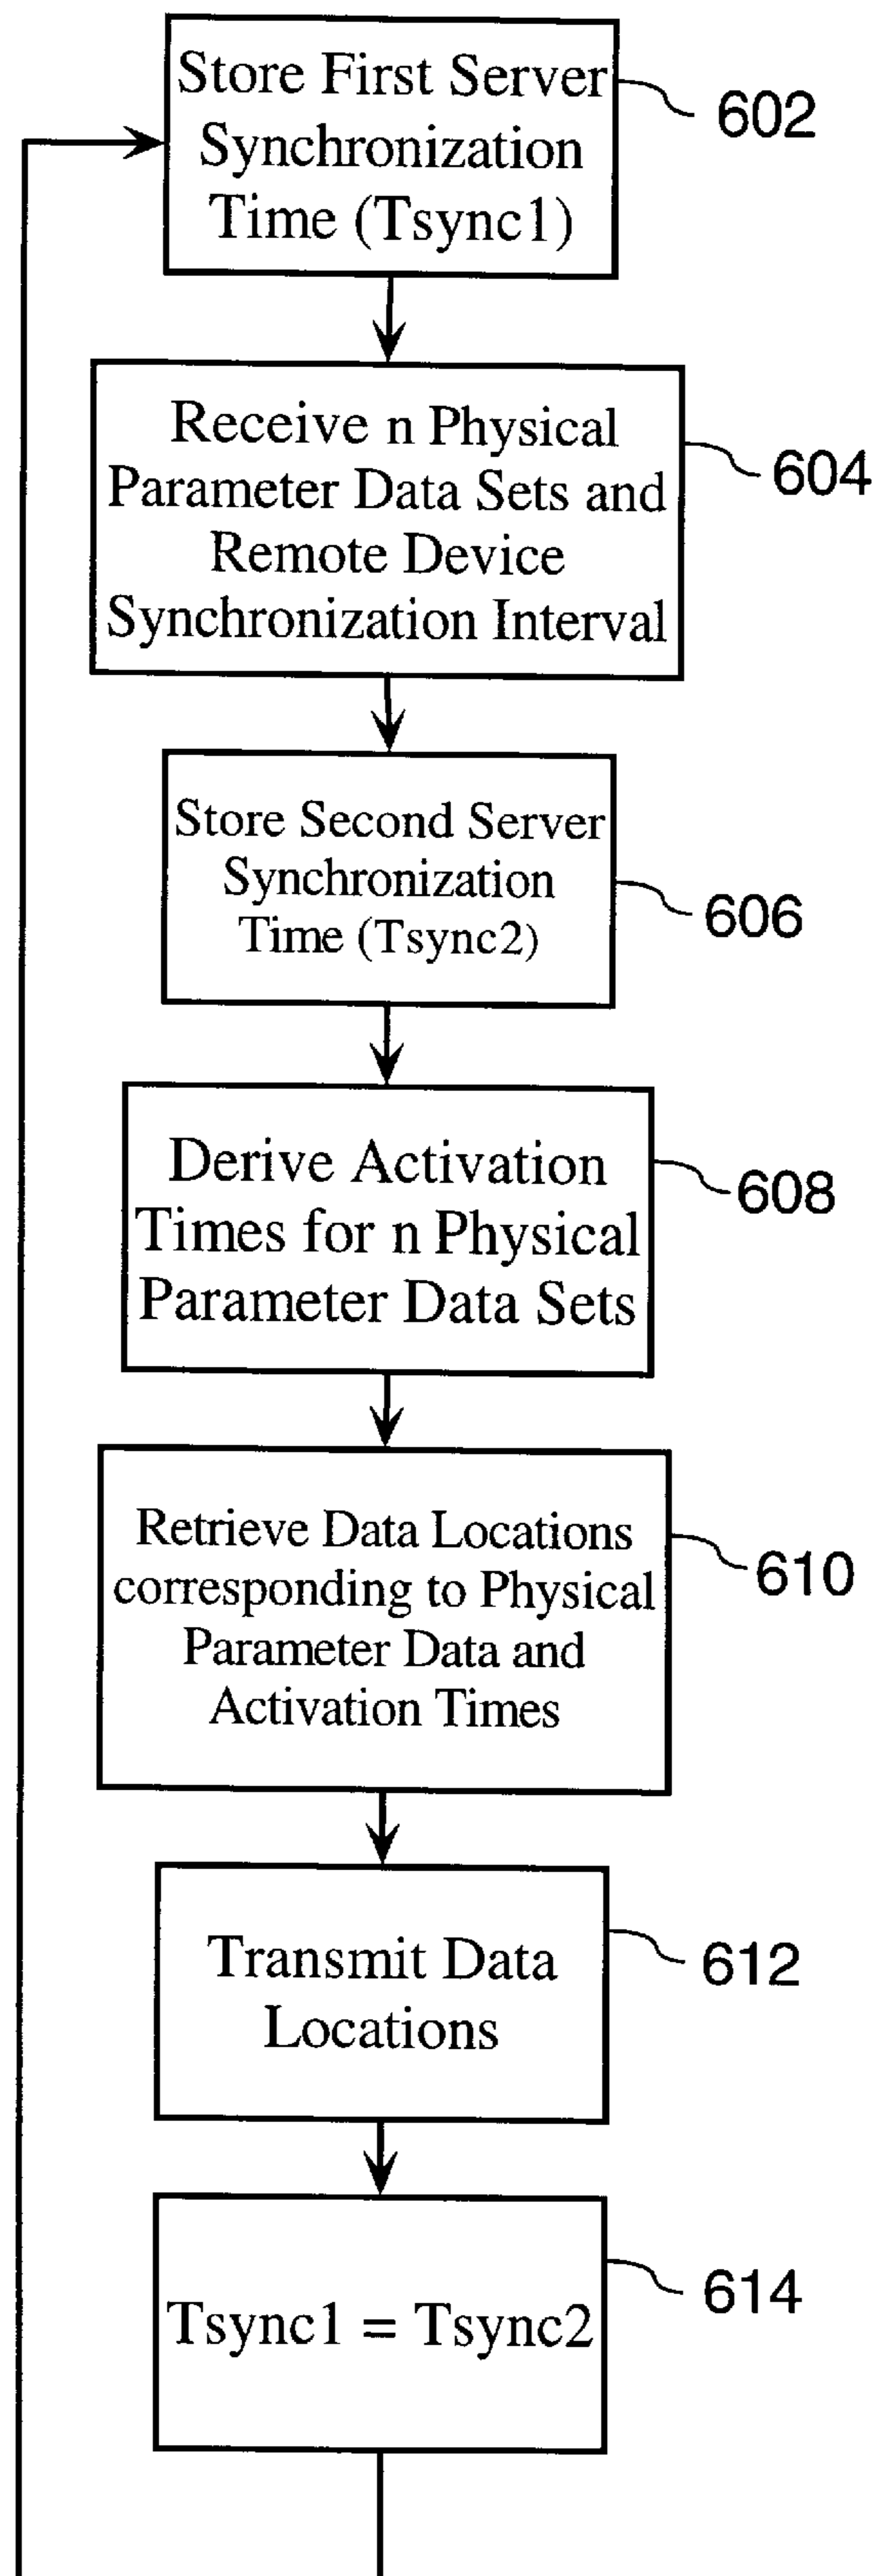 Store First Server
Synchronization
Time (Tsync1)
602
Receive n Physical
Parameter Data Sets and
Remote Device
Synchronization Interval
604
Store Second Server
Synchronization
Time (Tsync2)
606
Derive Activation
Times for n Physical
Parameter Data Sets
608
Retrieve Data Locations
corresponding to Physical
Parameter Data and
Activation Times
610
Transmit Data
Locations
612
Tsync1 = Tsync2
614